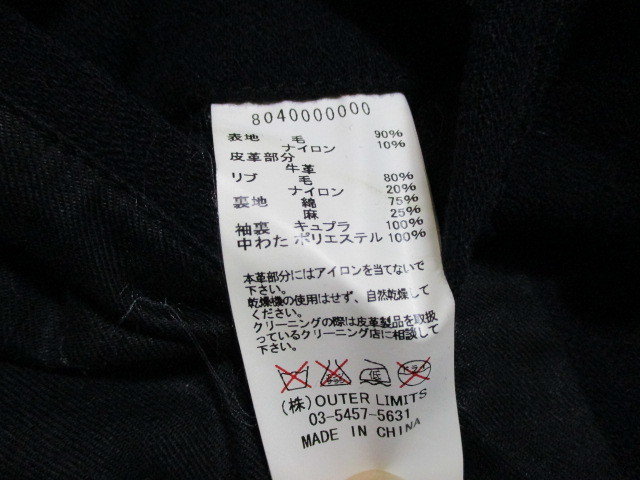 8040000000
表地 毛 90%
ナイロン 10%
皮革部分
牛革
リブ 毛 80%
ナイロン 20%
裏地 綿 75%
麻 25%
袖裏 キュプラ 100%
中わた ポリエステル 100%
本革部分にはアイロンを当てないで
下さい。
乾燥機の使用はせず、自然乾燥して
ください。
クリーニングの際は皮革製品を取扱
っているクリーニング店に相談して
下さい。
低 ドライ
(株)OUTER LIMITS
03-5457-5631
MADE IN CHINA